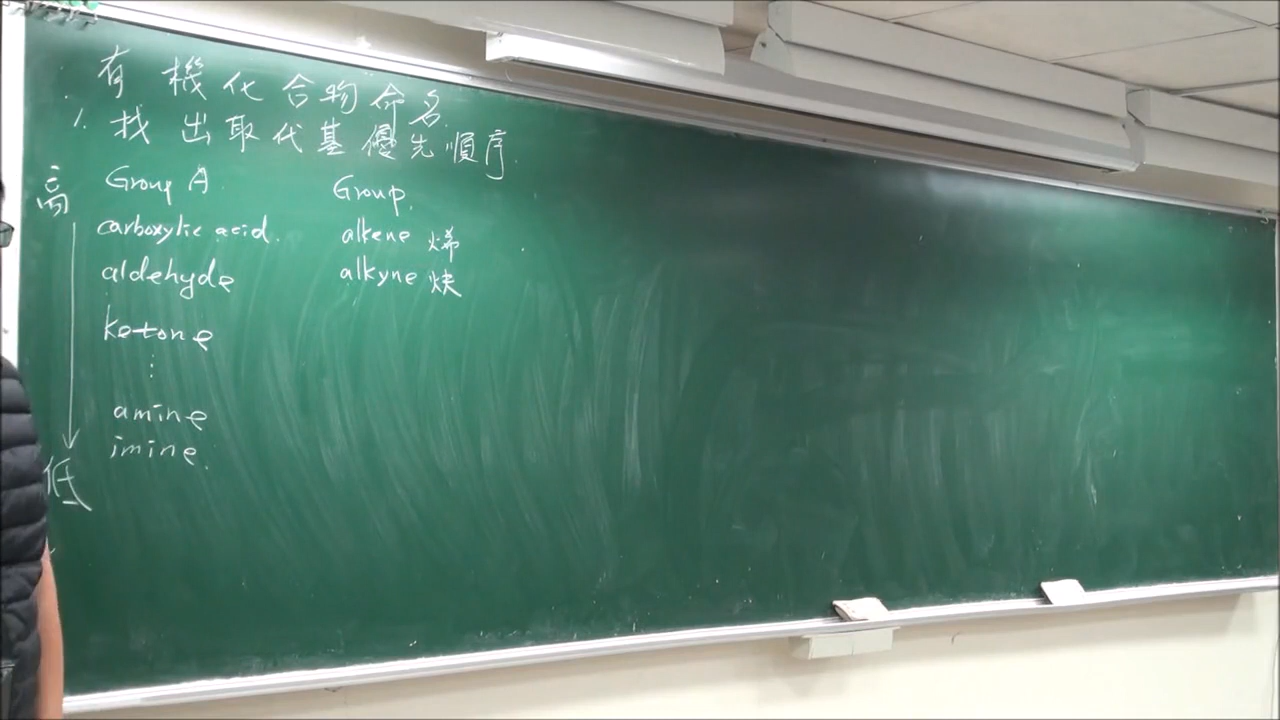 有機化合物命名
1. 找出取代基優先順序
高
Group A
carboxylic acid.
aldehyde
ketone
⋮
amine
imine.
低
Group.
alkene 烯
alkyne 炔